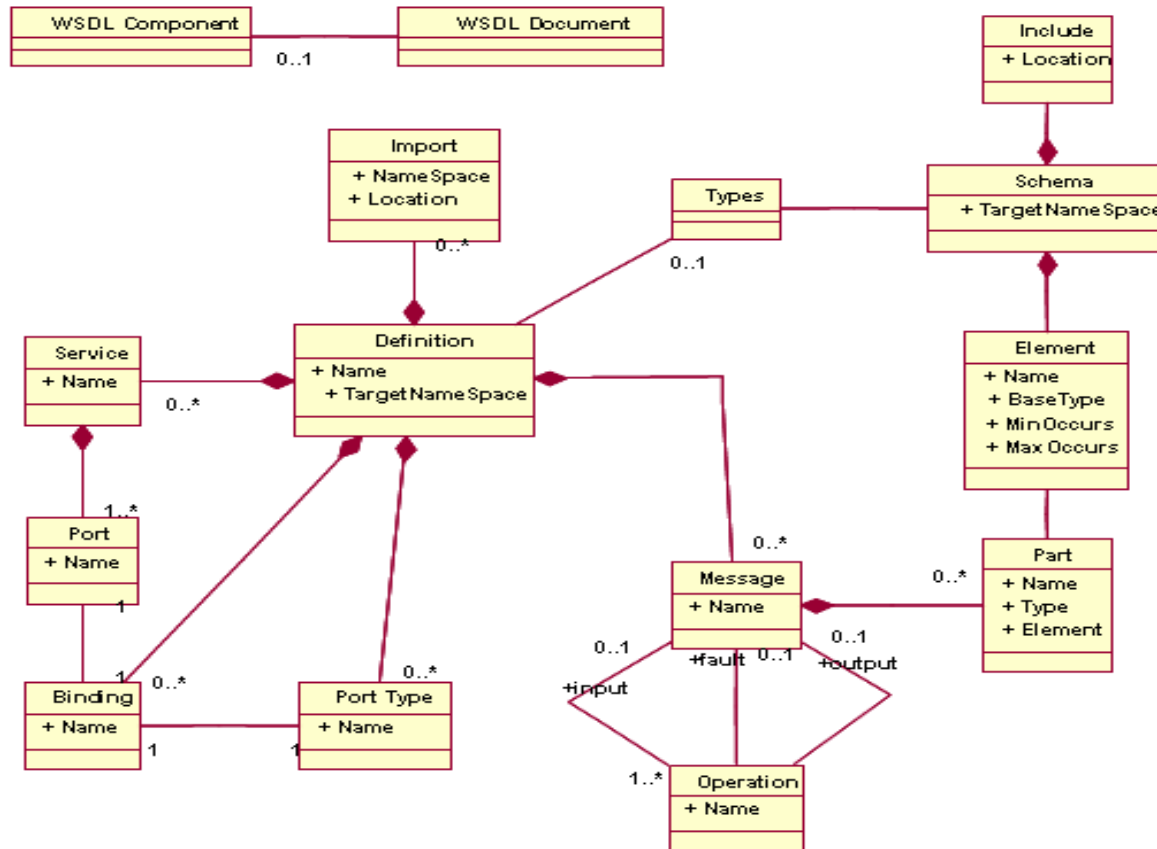 WSDL Component
WSDL Document
0..1
Include
+ Location
Import
+ NameSpace
+ Location
0..*
Types
0..1
Schema
+ TargetNameSpace
Service
+ Name
0..*
Definition
+ Name
+ TargetNameSpace
Element
+ Name
+ BaseType
+ MinOccurs
+ MaxOccurs
1..*
Port
+ Name
1
0..*
Message
+ Name
0..*
Part
+ Name
+ Type
+ Element
0..1
+fault
0..1
0..1
+output
+input
1
0..*
Binding
+ Name
1
0..*
Port Type
+ Name
1
1..*
Operation
+ Name